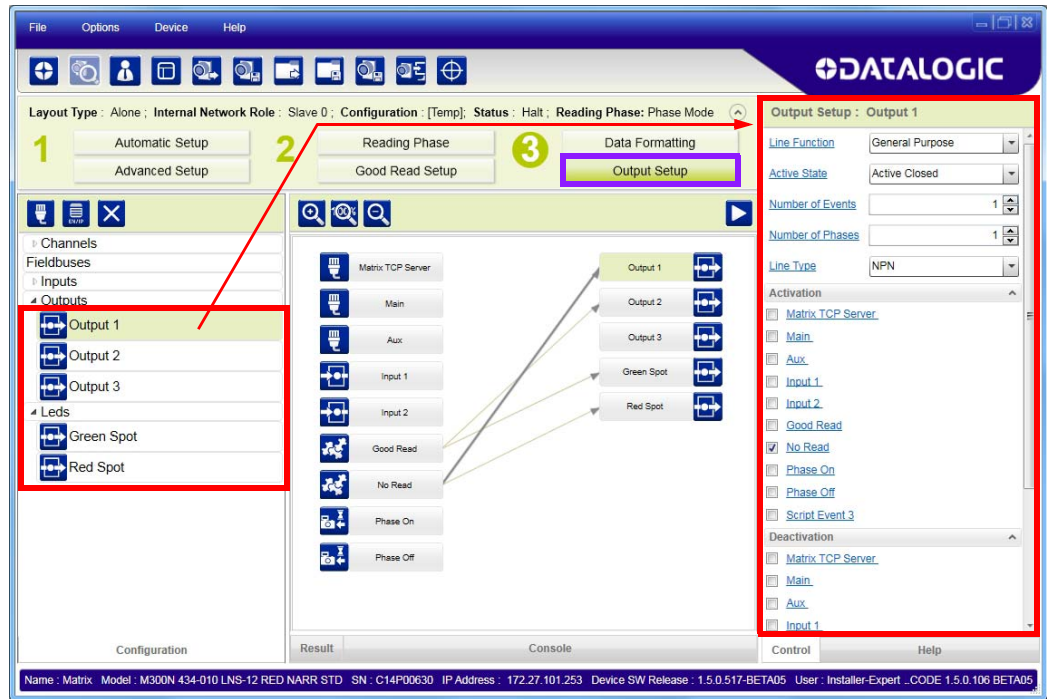 File Options Device Help
DATALOGIC
Layout Type : Alone ; Internal Network Role : Slave 0 ; Configuration : [Temp]; Status : Halt ; Reading Phase: Phase Mode
1
Automatic Setup
Advanced Setup
2
Reading Phase
Good Read Setup
3
Data Formatting
Output Setup
Channels
Fieldbuses
Inputs
Outputs
Output 1
Output 2
Output 3
Leds
Green Spot
Red Spot
Configuration
100%
Matrix TCP Server
Main
Aux
Input 1
Input 2
Good Read
No Read
Phase On
Phase Off
Output 1
Output 2
Output 3
Green Spot
Red Spot
Result
Console
Output Setup : Output 1
Line Function General Purpose
Active State Active Closed
Number of Events 1
Number of Phases 1
Line Type NPN
Activation
Matrix TCP Server
Main
Aux
Input 1
Input 2
Good Read
No Read
Phase On
Phase Off
Script Event 3
Deactivation
Matrix TCP Server
Main
Aux
Input 1
Control
Help
Name : Matrix Model : M300N 434-010 LNS-12 RED NARR STD SN : C14P00630 IP Address : 172.27.101.253 Device SW Release : 1.5.0.517-BETA05 User : Installer-Expert _CODE 1.5.0.106 BETA05